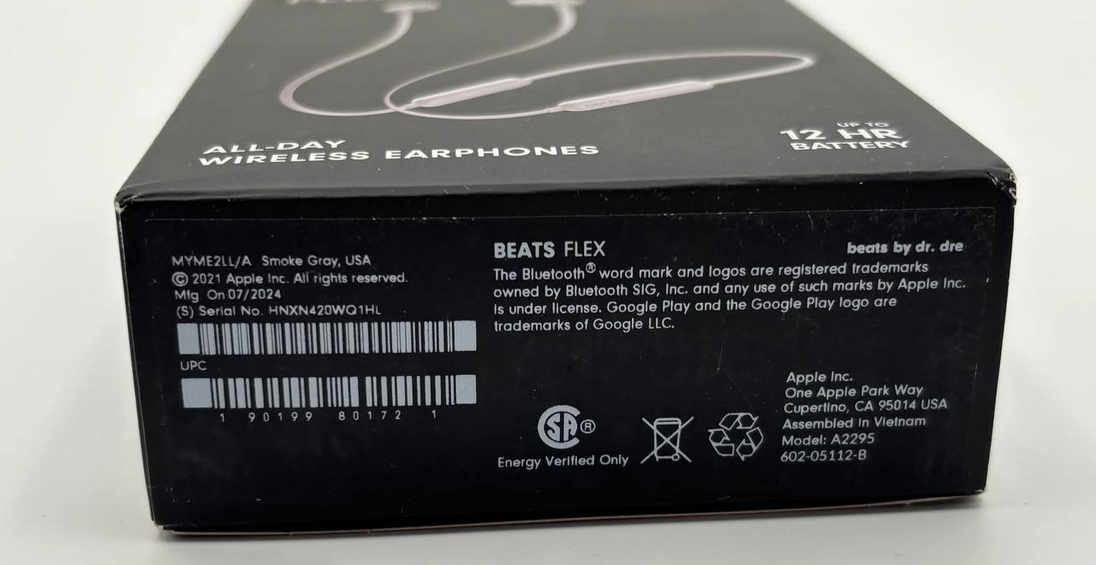 ALL-DAY
WIRELESS EARPHONES
UP TO
12 HR
BATTERY
MYME2LL/A Smoke Gray, USA
© 2021 Apple Inc. All rights reserved.
Mfg. On 07/2024
(S) Serial No. HNXN420WQ1HL
UPC
1 90199 80172 1
BEATS FLEX
beats by dr. dre
The Bluetooth® word mark and logos are registered trademarks
owned by Bluetooth SIG, Inc. and any use of such marks by Apple Inc.
is under license. Google Play and the Google Play logo are
trademarks of Google LLC.
SA®
Energy Verified Only
Apple Inc.
One Apple Park Way
Cupertino, CA 95014 USA
Assembled in Vietnam
Model: A2295
602-05112-B